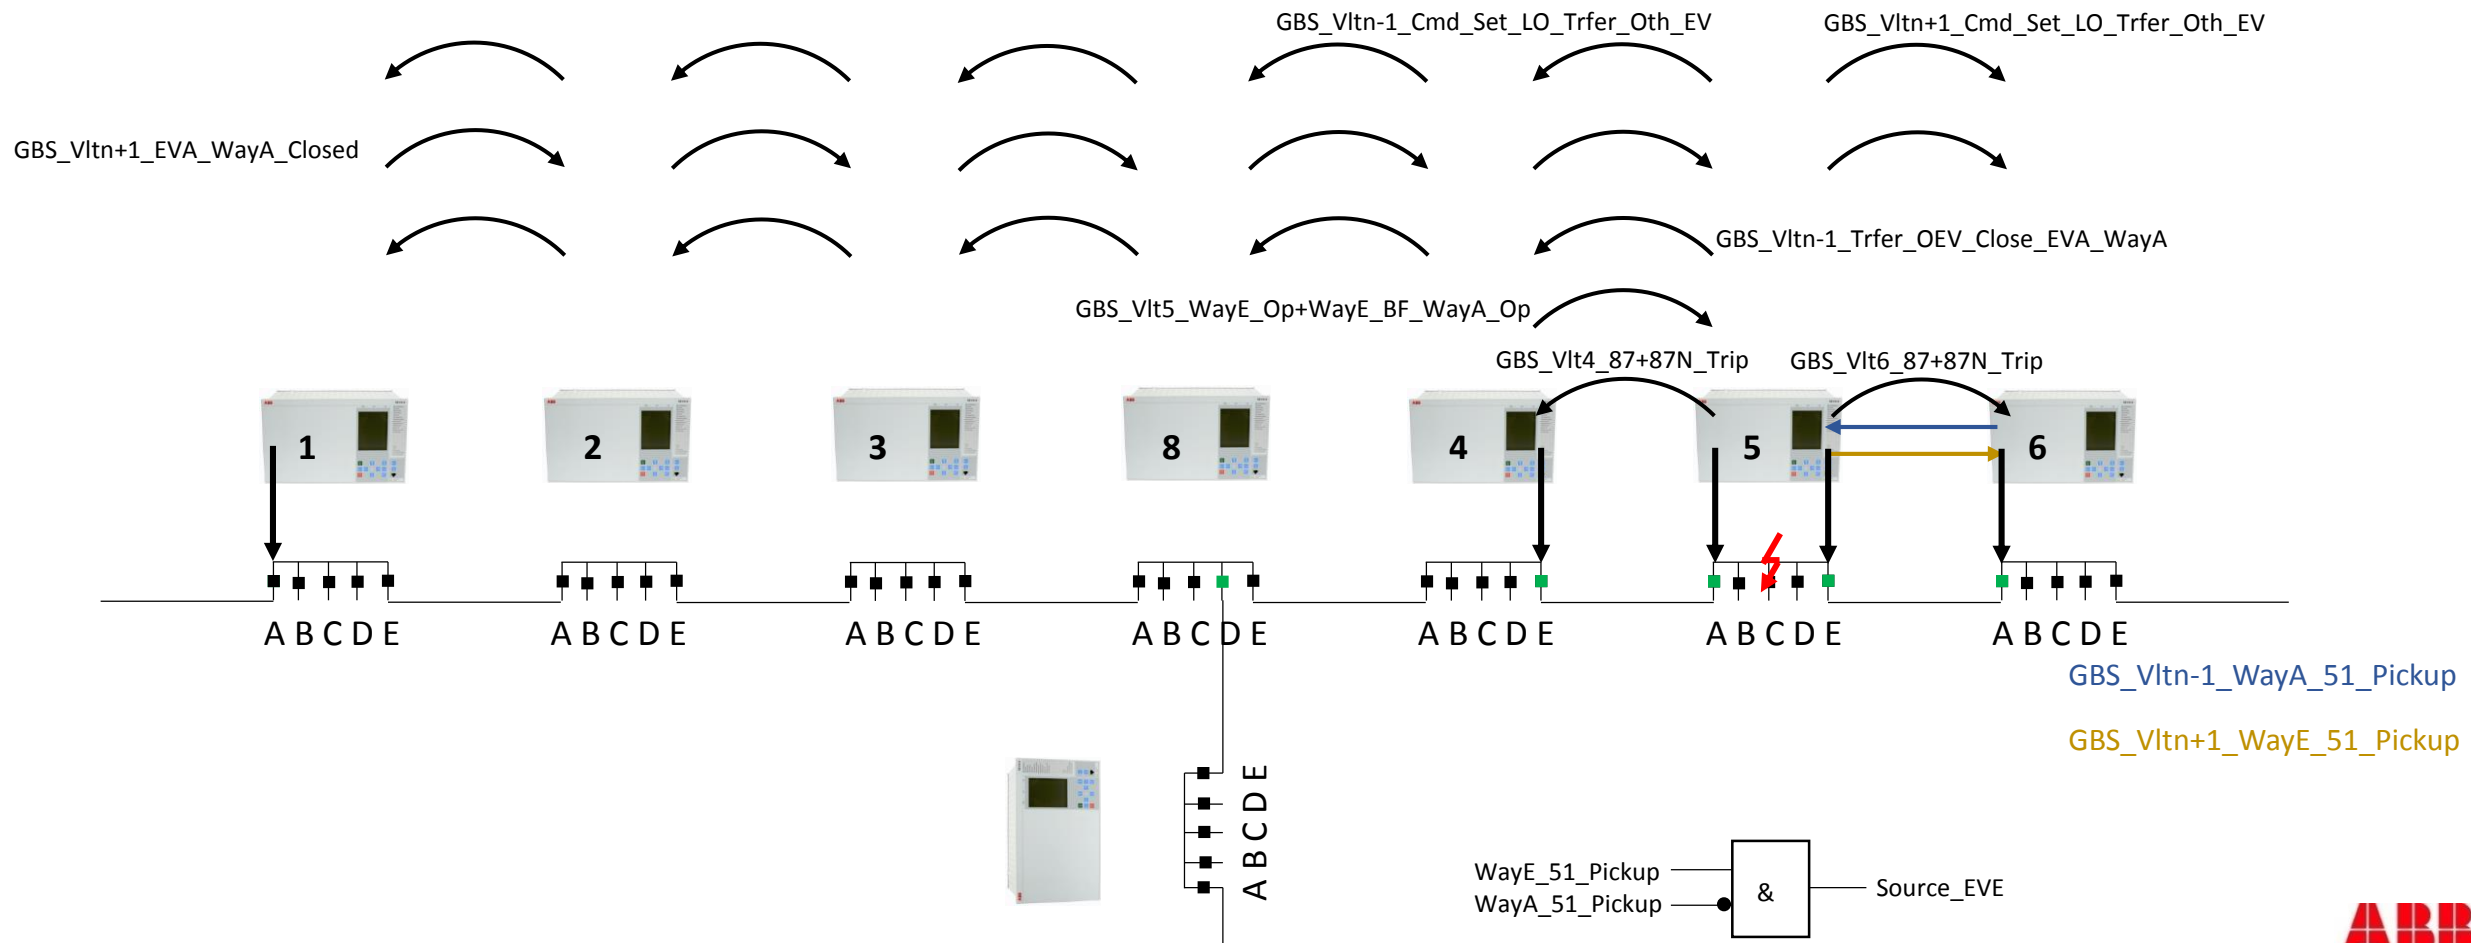 GBS_Vltn-1_Cmd_Set_LO_Trfer_Oth_EV
GBS_Vltn+1_Cmd_Set_LO_Trfer_Oth_EV
GBS_Vltn+1_EVA_WayA_Closed
GBS_Vltn-1_Trfer_OEV_Close_EVA_WayA
GBS_Vlt5_WayE_Op+WayE_BF_WayA_Op
GBS_Vlt4_87+87N_Trip
GBS_Vlt6_87+87N_Trip
1
2
3
8
4
5
6
A B C D E
A B C D E
A B C D E
A B C D E
A B C D E
A B C D E
A B C D E
GBS_Vltn-1_WayA_51_Pickup
GBS_Vltn+1_WayE_51_Pickup
A B C D E
WayE_51_Pickup
WayA_51_Pickup
&
Source_EVE
ABB